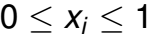 0 ≤ xᵢ ≤ 1